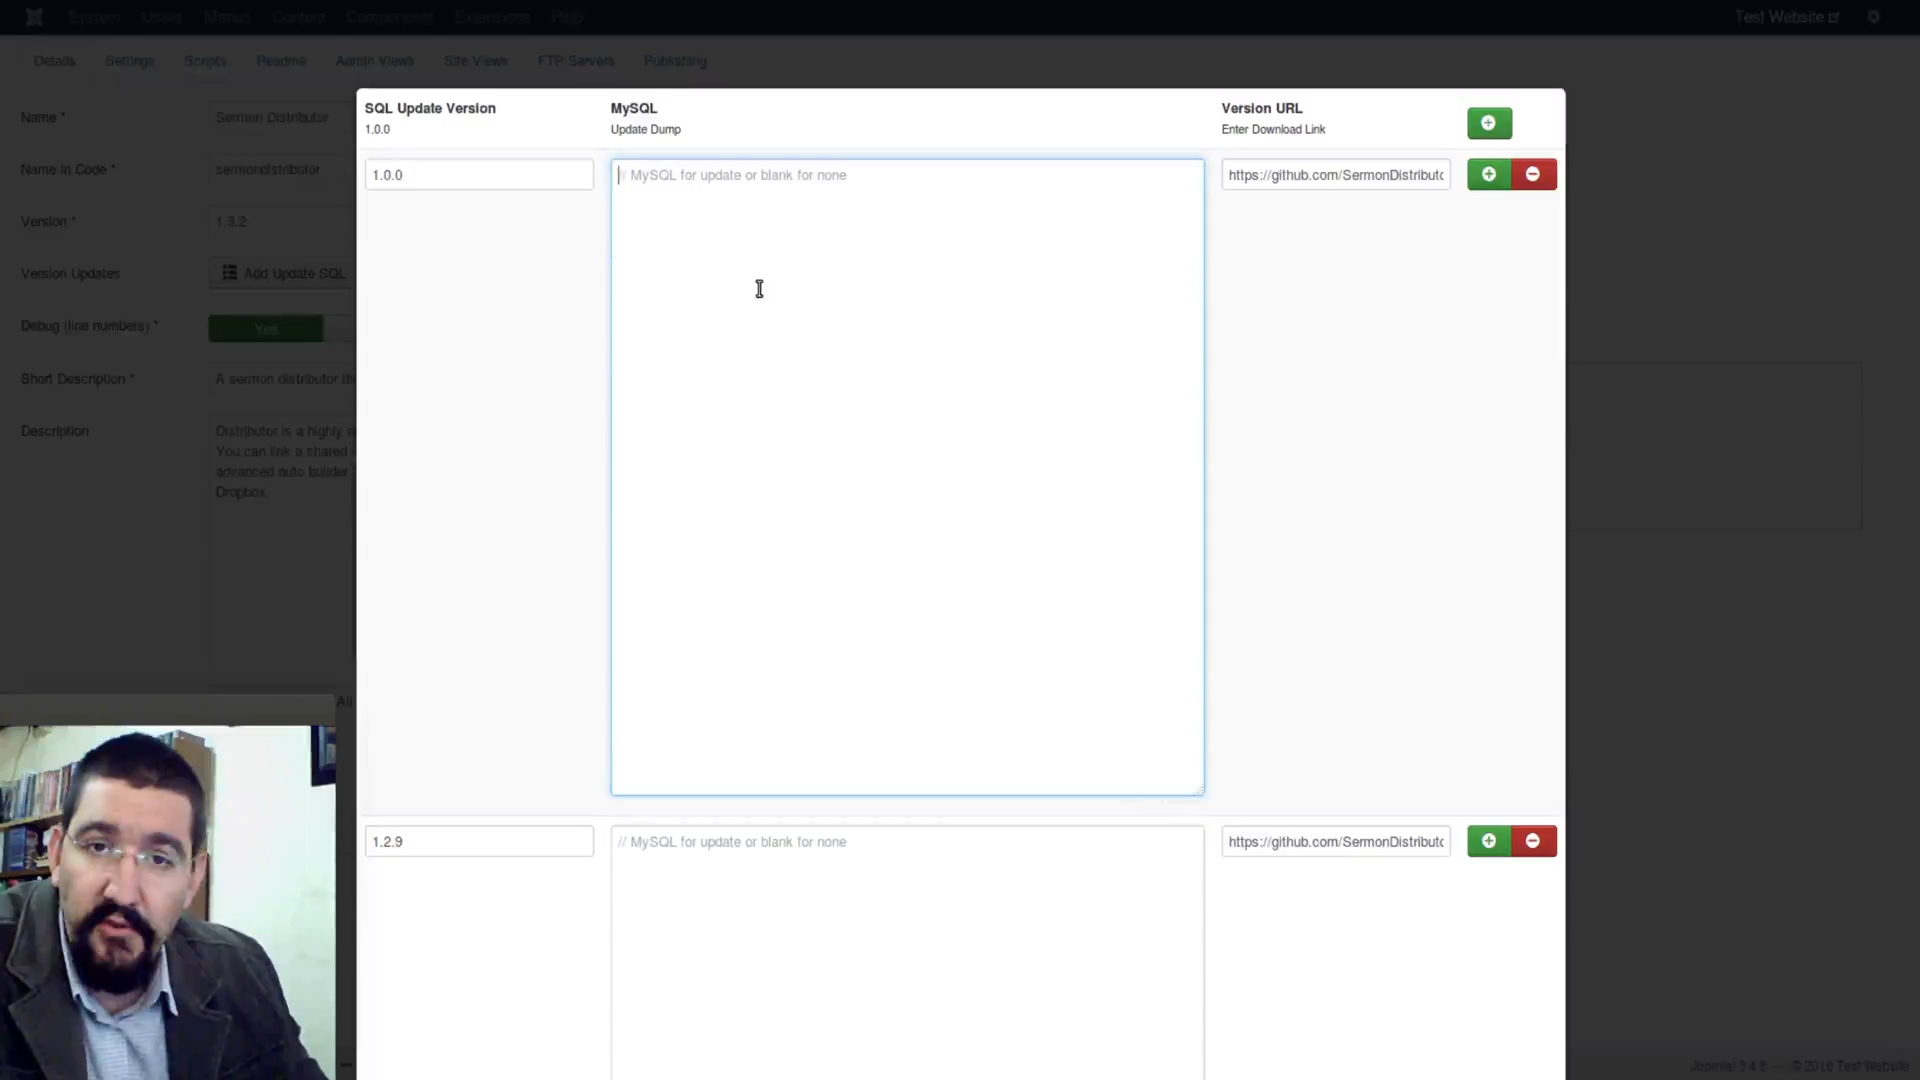 System Users Menus Content Components Extensions Help
Test Website
Details Settings Scripts Readme Admin Views Site Views FTP Servers Publishing
SQL Update Version MySQL Version URL
1.0.0 Update Dump Enter Download Link
Name * Sermon Distributor
1.0.0 // MySQL for update or blank for none https://github.com/SermonDistributo
Name in Code * sermondistributor
Version * 1.3.2
Version Updates Add Update SQL
Debug (line numbers) * Yes
Short Description * A sermon distributor
Description Distributor is a highly
You can link a shared
advanced auto builder
Dropbox.
All
1.2.9 // MySQL for update or blank for none https://github.com/SermonDistributo
© 2016 Test Website